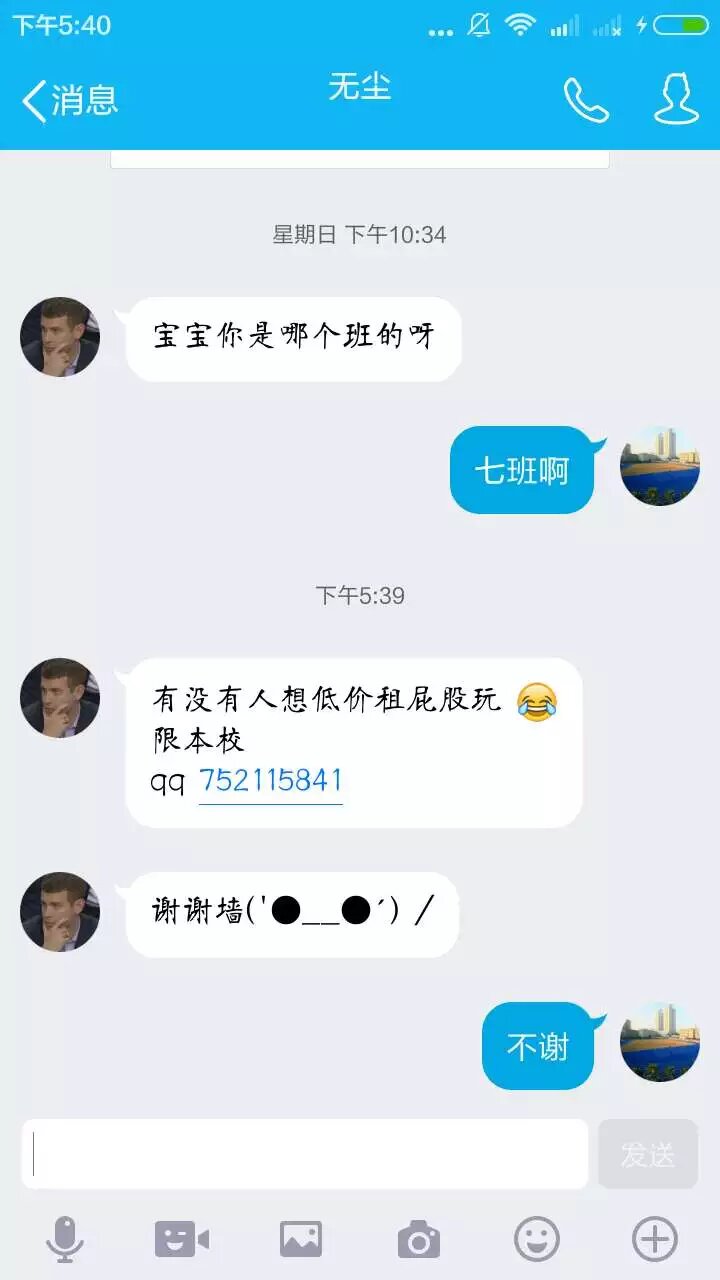 下午5:40
消息
无尘
星期日 下午10:34
宝宝你是哪个班的呀
七班啊
下午5:39
有没有人想低价租屁股玩 😂
限本校
qq 752115841
谢谢墙('●__●´) /
不谢
发送